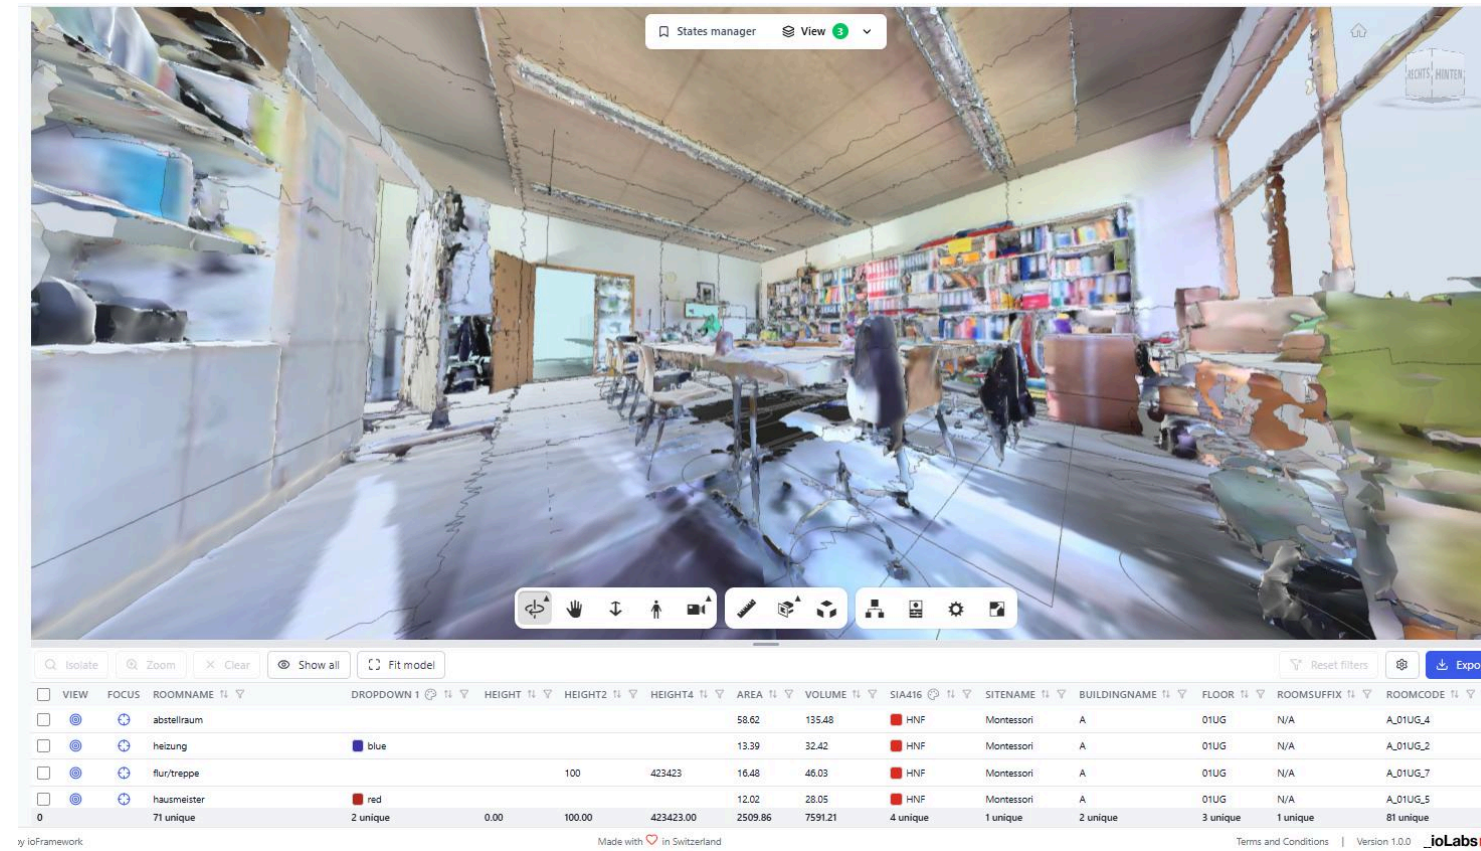 States manager View 3
RECHTS HINTEN
Isolate Zoom Clear Show all Fit model Reset filters Expo
VIEW FOCUS ROOMNAME DROPDOWN 1 HEIGHT HEIGHT2 HEIGHT4 AREA VOLUME SIA416 SITENAME BUILDINGNAME FLOOR ROOMSUFFIX ROOMCODE
abstellraum 58.62 135.48 HNF Montessori A 01UG N/A A_01UG_4
heizung blue 13.39 32.42 HNF Montessori A 01UG N/A A_01UG_2
flur/treppe 100 423423 16.48 46.03 HNF Montessori A 01UG N/A A_01UG_7
hausmeister red 12.02 28.05 HNF Montessori A 01UG N/A A_01UG_5
0 71 unique 2 unique 0.00 100.00 423423.00 2509.86 7591.21 4 unique 1 unique 2 unique 3 unique 1 unique 81 unique
by ioFramework Made with in Switzerland Terms and Conditions | Version 1.0.0 _ioLabs